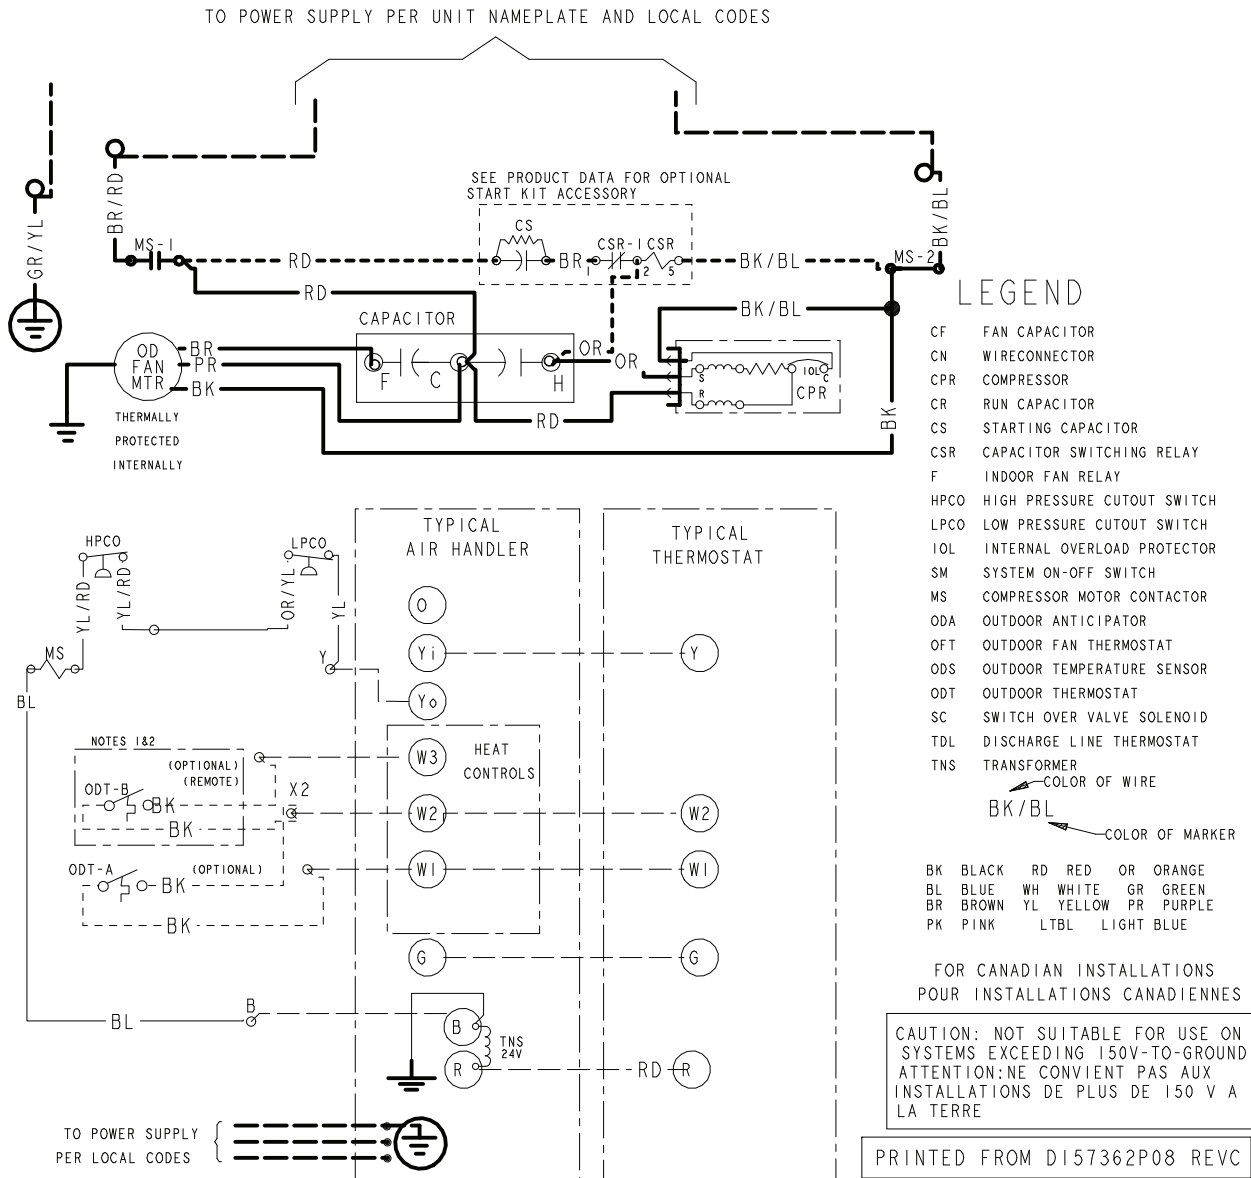 TO POWER SUPPLY PER UNIT NAMEPLATE AND LOCAL CODES
SEE PRODUCT DATA FOR OPTIONAL
START KIT ACCESSORY
GR/YL
BR/RD
BK/BL
MS-1
RD
CS
BR
CSR-1 CSR
2 5
BK/BL
MS-2
RD
BK/BL
CAPACITOR
F C H
OR
OR
OD
FAN
MTR
BR
PR
BK
THERMALLY
PROTECTED
INTERNALLY
RD
S
R
IOL
C
CPR
BK
LEGEND
CF FAN CAPACITOR
CN WIRECONNECTOR
CPR COMPRESSOR
CR RUN CAPACITOR
CS STARTING CAPACITOR
CSR CAPACITOR SWITCHING RELAY
F INDOOR FAN RELAY
HPCO HIGH PRESSURE CUTOUT SWITCH
LPCO LOW PRESSURE CUTOUT SWITCH
IOL INTERNAL OVERLOAD PROTECTOR
SM SYSTEM ON-OFF SWITCH
MS COMPRESSOR MOTOR CONTACTOR
ODA OUTDOOR ANTICIPATOR
OFT OUTDOOR FAN THERMOSTAT
ODS OUTDOOR TEMPERATURE SENSOR
ODT OUTDOOR THERMOSTAT
SC SWITCH OVER VALVE SOLENOID
TDL DISCHARGE LINE THERMOSTAT
TNS TRANSFORMER
COLOR OF WIRE
BK/BL
COLOR OF MARKER
BK BLACK RD RED OR ORANGE
BL BLUE WH WHITE GR GREEN
BR BROWN YL YELLOW PR PURPLE
PK PINK LTBL LIGHT BLUE
HPCO
LPCO
YL/RD
YL/RD
OR/YL
YL
MS
Y
BL
TYPICAL
AIR HANDLER
TYPICAL
THERMOSTAT
O
Yi
Y
Yo
NOTES 1&2
(OPTIONAL)
(REMOTE)
ODT-B
BK
BK
X2
W3
HEAT
CONTROLS
W2
W2
ODT-A
(OPTIONAL)
BK
BK
W1
W1
G
G
B
BL
B
TNS
24V
R
RD
R
TO POWER SUPPLY
PER LOCAL CODES
FOR CANADIAN INSTALLATIONS
POUR INSTALLATIONS CANADIENNES
CAUTION: NOT SUITABLE FOR USE ON
SYSTEMS EXCEEDING 150V-TO-GROUND
ATTENTION:NE CONVIENT PAS AUX
INSTALLATIONS DE PLUS DE 150 V A
LA TERRE
PRINTED FROM D157362P08 REVC